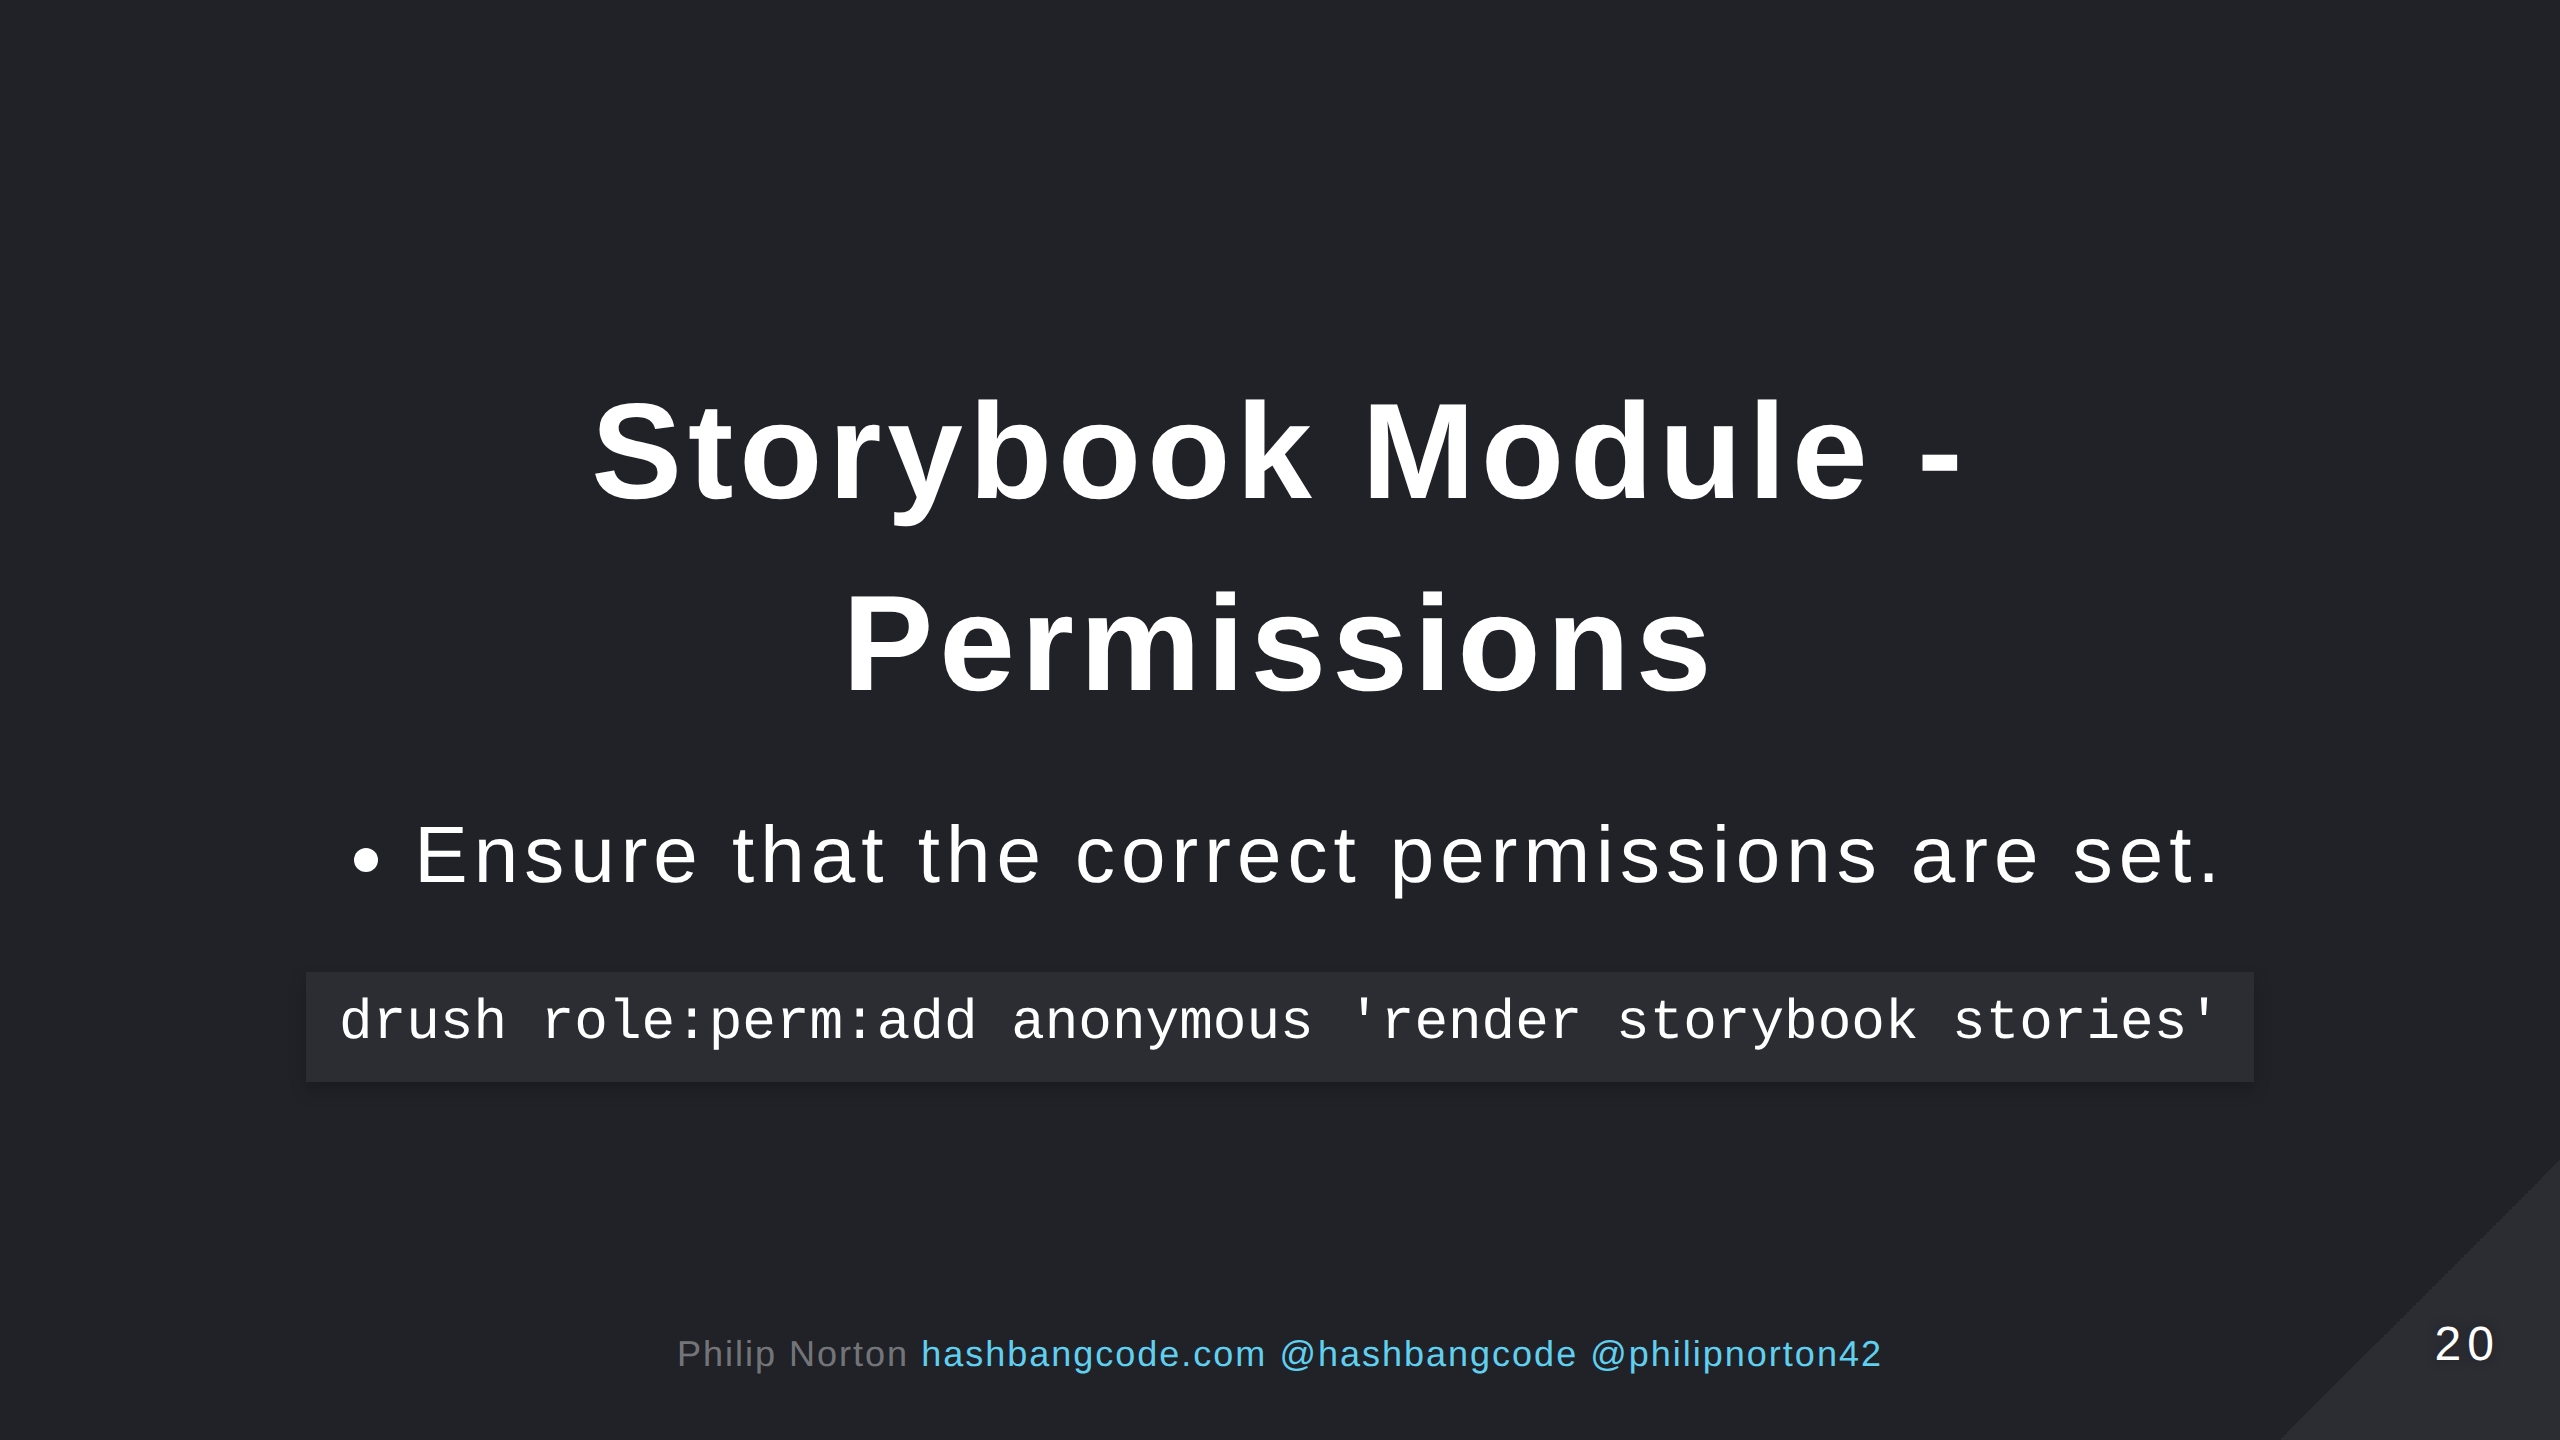 Storybook Module -
Permissions
• Ensure that the correct permissions are set.
drush role:perm:add anonymous 'render storybook stories'
Philip Norton hashbangcode.com @hashbangcode @philipnorton42
20